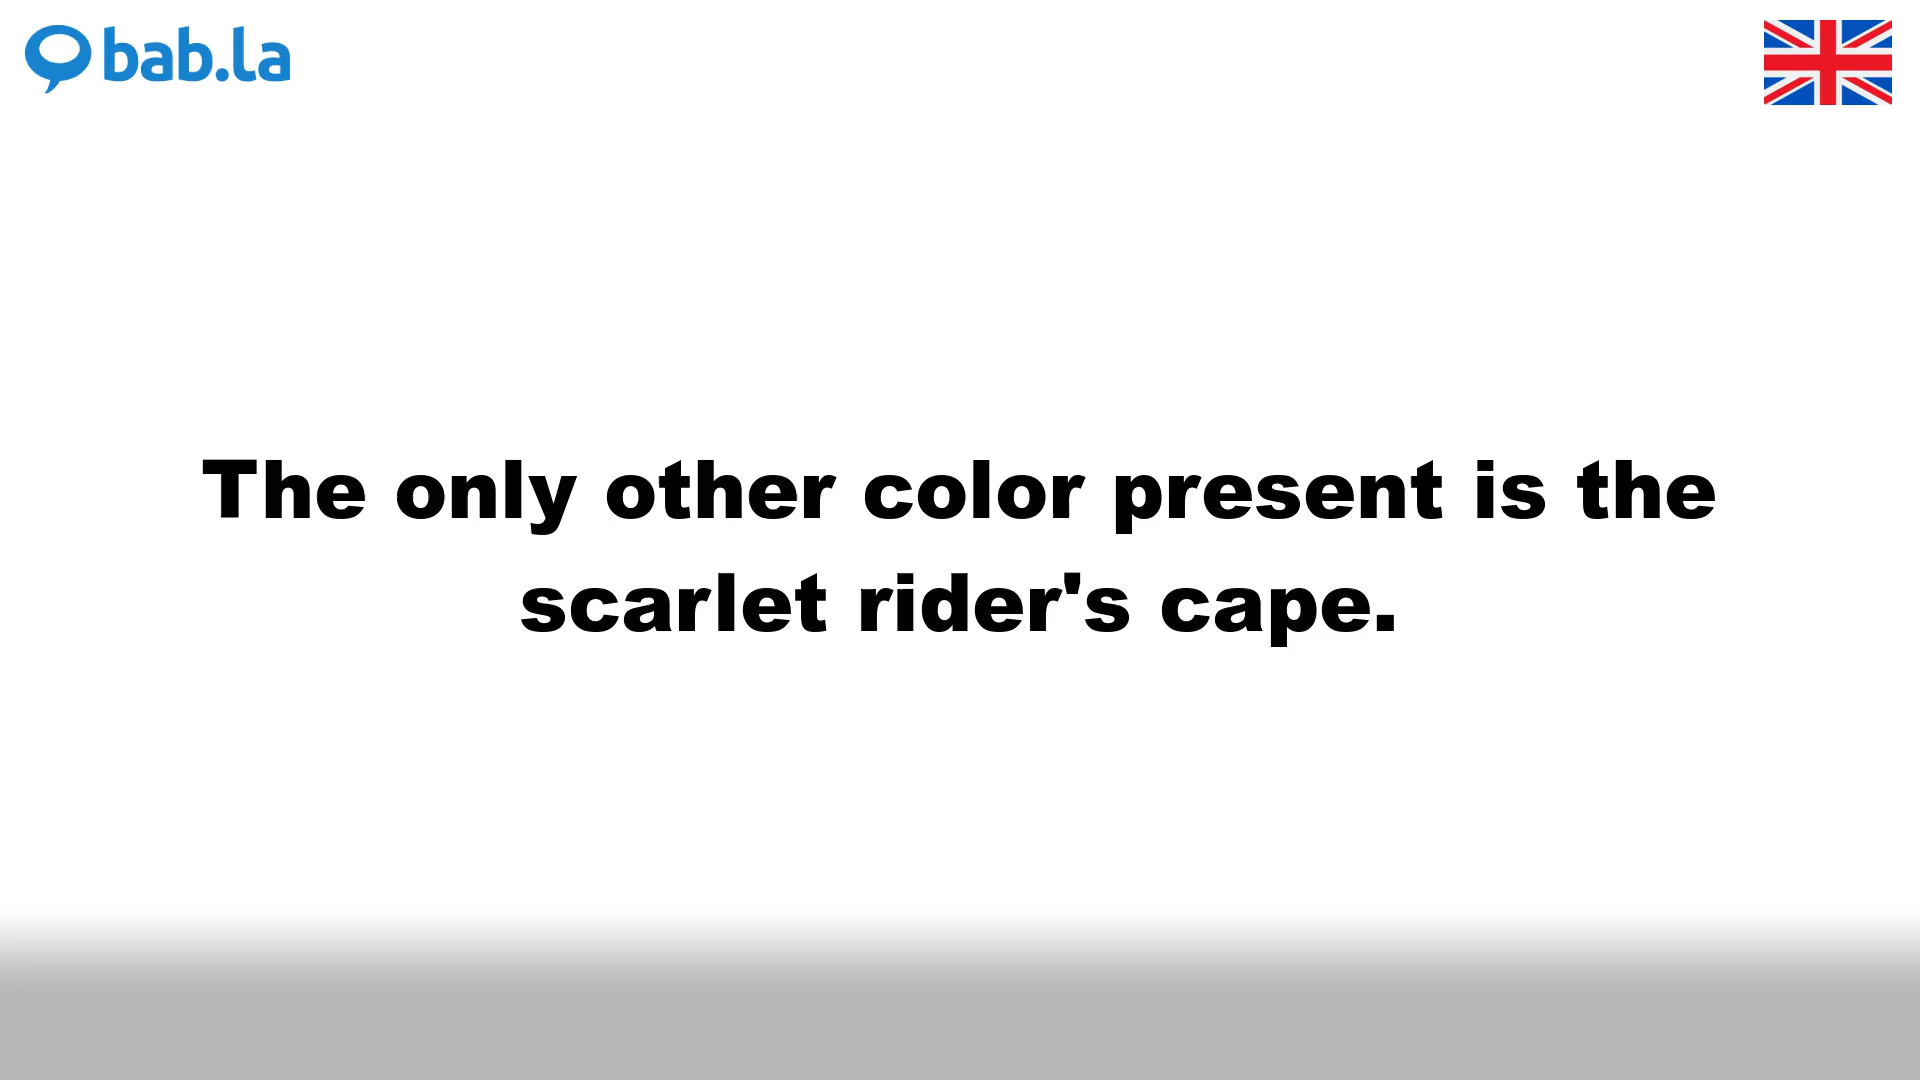 bab.la
The only other color present is the
scarlet rider's cape.